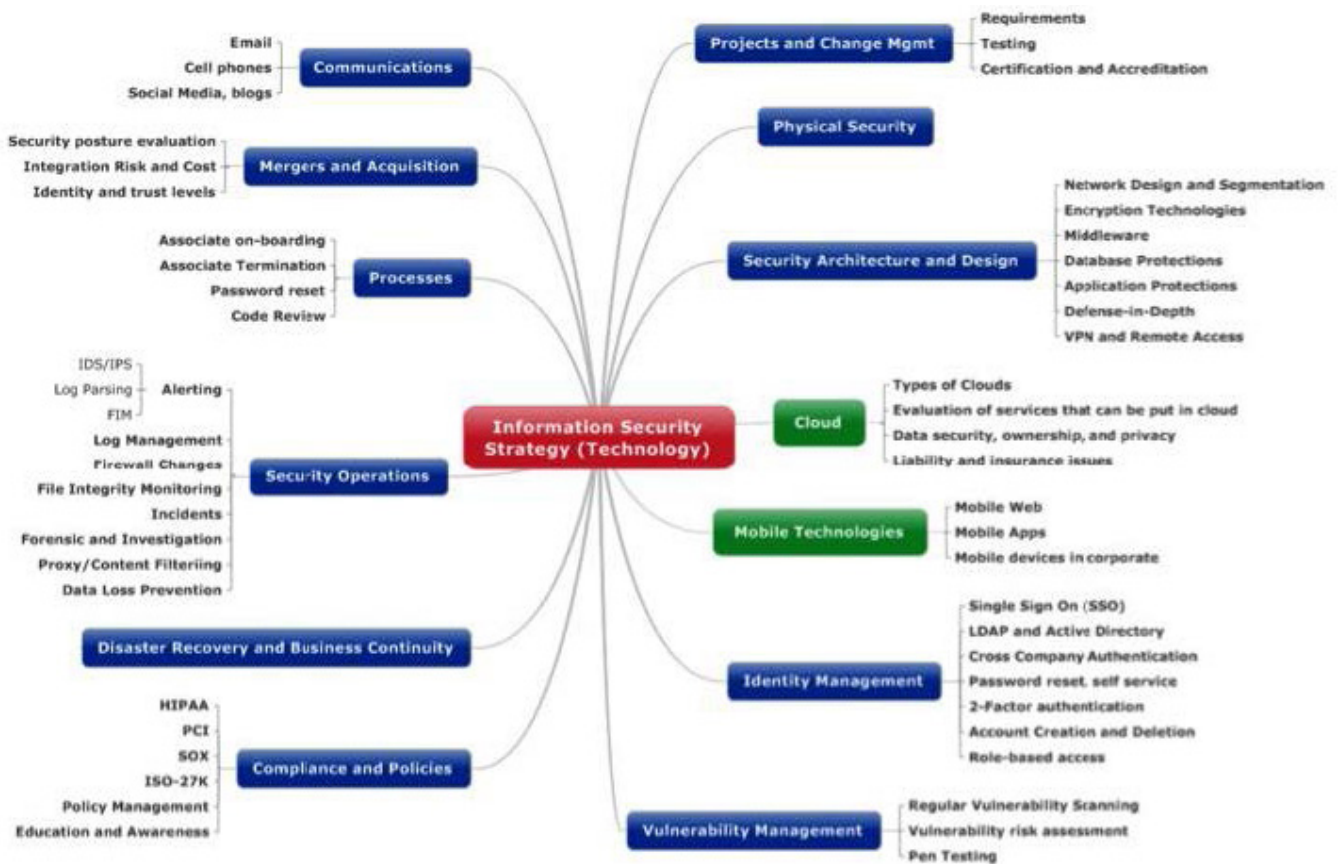 Email
Cell phones
Social Media, blogs
Communications
Security posture evaluation
Integration Risk and Cost
Identity and trust levels
Mergers and Acquisition
Associate on-boarding
Associate Termination
Password reset
Code Review
Processes
IDS/IPS
Log Parsing
FIM
Alerting
Log Management
Firewall Changes
File Integrity Monitoring
Incidents
Forensic and Investigation
Proxy/Content Filteriing
Data Loss Prevention
Security Operations
Disaster Recovery and Business Continuity
HIPAA
PCI
SOX
ISO-27K
Policy Management
Education and Awareness
Compliance and Policies
Information Security
Strategy (Technology)
Projects and Change Mgmt
Requirements
Testing
Certification and Accreditation
Physical Security
Security Architecture and Design
Network Design and Segmentation
Encryption Technologies
Middleware
Database Protections
Application Protections
Defense-in-Depth
VPN and Remote Access
Cloud
Types of Clouds
Evaluation of services that can be put in cloud
Data security, ownership, and privacy
Liability and insurance issues
Mobile Technologies
Mobile Web
Mobile Apps
Mobile devices in corporate
Identity Management
Single Sign On (SSO)
LDAP and Active Directory
Cross Company Authentication
Password reset, self service
2-Factor authentication
Account Creation and Deletion
Role-based access
Vulnerability Management
Regular Vulnerability Scanning
Vulnerability risk assessment
Pen Testing